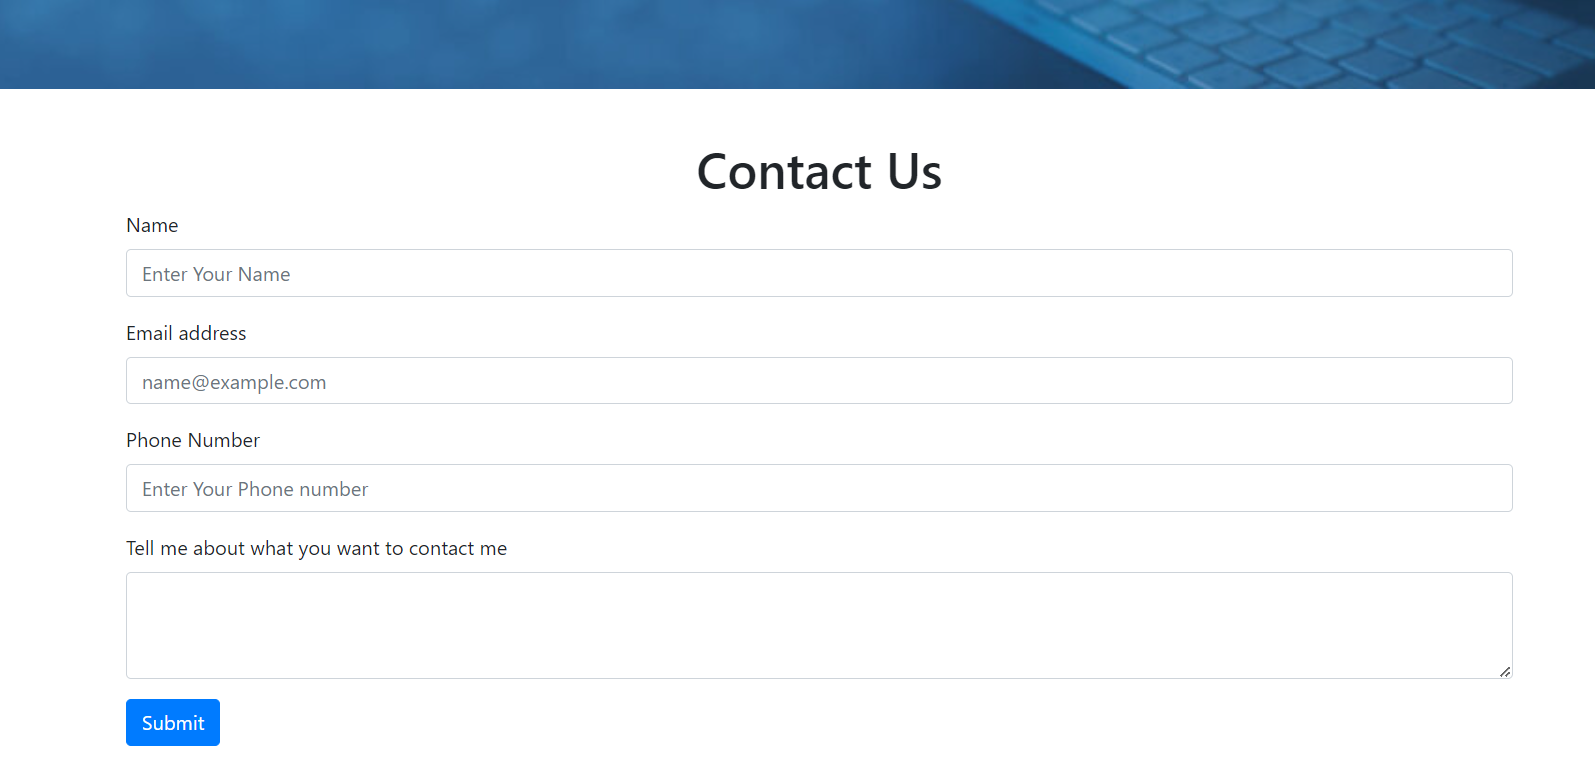 Contact Us
Name
Enter Your Name
Email address
name@example.com
Phone Number
Enter Your Phone number
Tell me about what you want to contact me
Submit